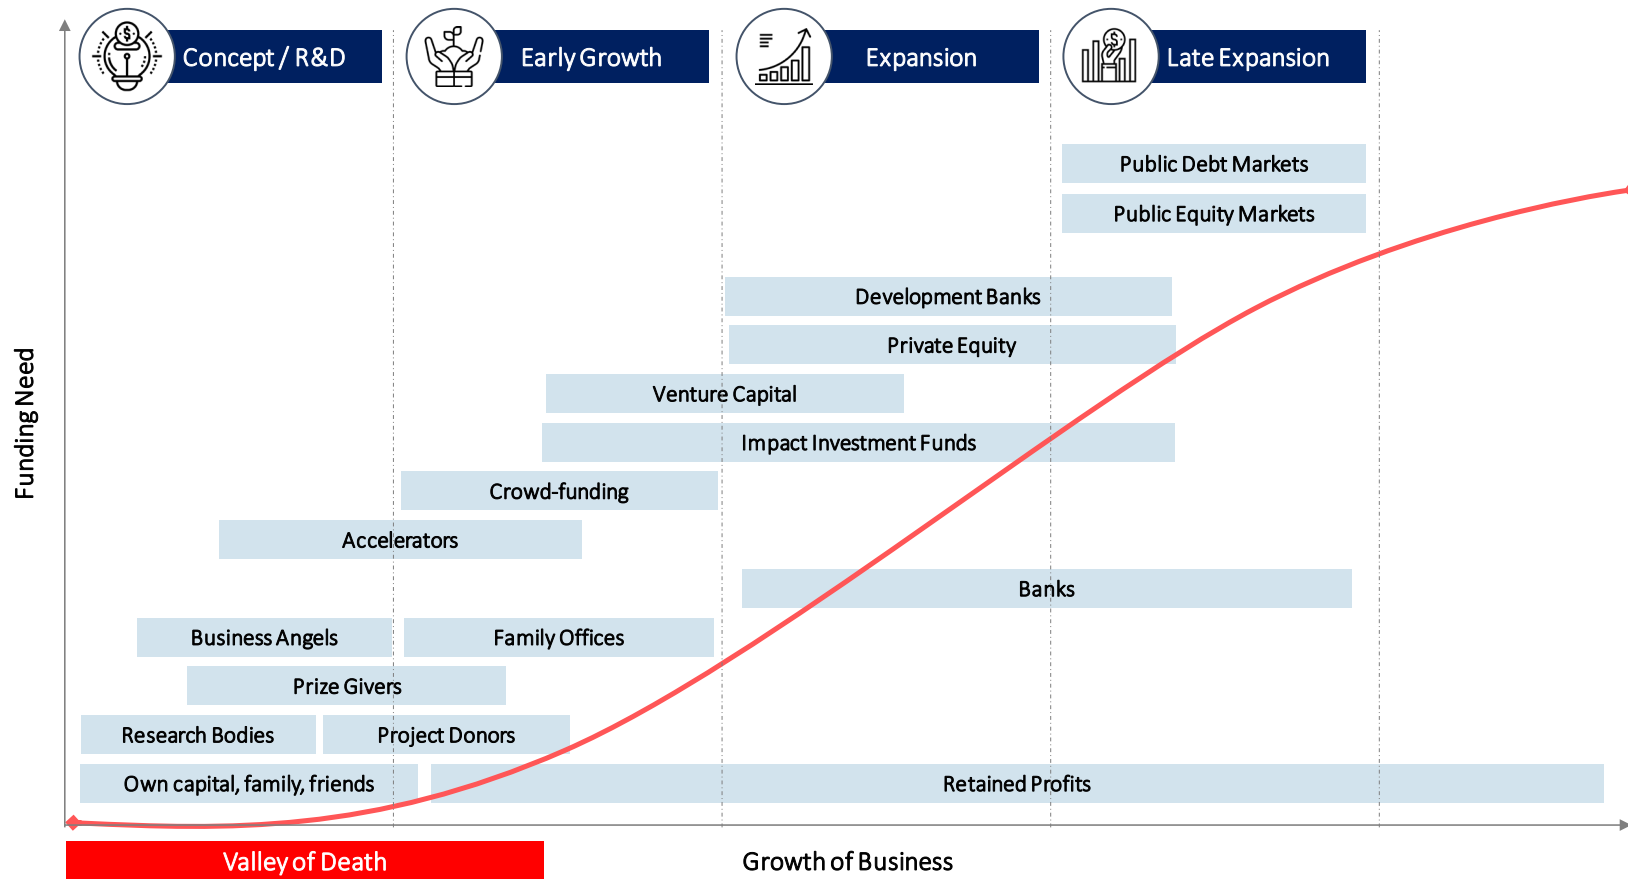 Concept / R&D
Early Growth
Expansion
Late Expansion
Public Debt Markets
Public Equity Markets
Development Banks
Private Equity
Venture Capital
Impact Investment Funds
Crowd-funding
Accelerators
Banks
Business Angels
Family Offices
Prize Givers
Research Bodies
Project Donors
Own capital, family, friends
Retained Profits
Funding Need
Valley of Death
Growth of Business